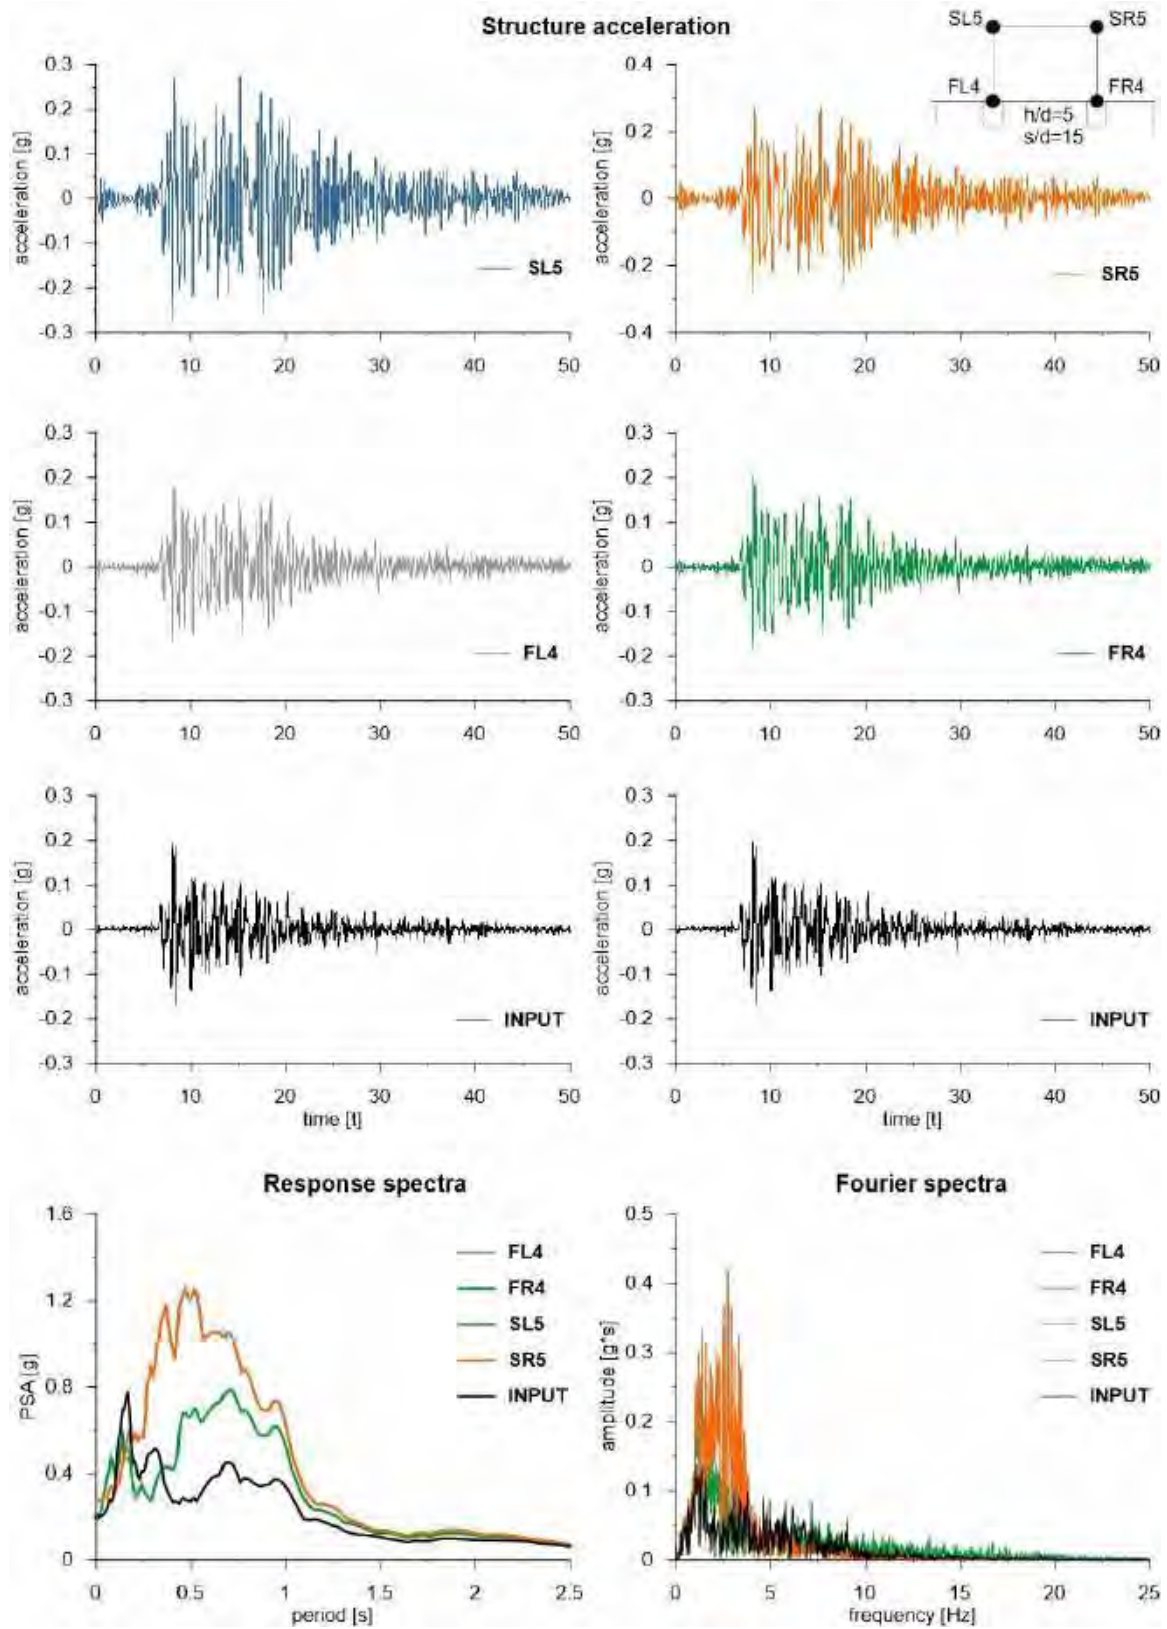 Structure acceleration
SL5 SR5
FL4 FR4
h/d=5
s/d=15
0.3
0.2
0.1
0
-0.1
-0.2
-0.3
acceleration [g]
SL5
0 10 20 30 40 50
0.4
0.2
0
-0.2
-0.4
acceleration [g]
SR5
0 10 20 30 40 50
0.3
0.2
0.1
0
-0.1
-0.2
-0.3
acceleration [g]
FL4
0 10 20 30 40 50
0.3
0.2
0.1
0
-0.1
-0.2
-0.3
acceleration [g]
FR4
0 10 20 30 40 50
0.3
0.2
0.1
0
-0.1
-0.2
-0.3
acceleration [g]
INPUT
0 10 20 30 40 50
time [t]
0.3
0.2
0.1
0
-0.1
-0.2
-0.3
acceleration [g]
INPUT
0 10 20 30 40 50
time [t]
Response spectra
1.6
1.2
0.8
0.4
0
PSA [g]
FL4
FR4
SL5
SR5
INPUT
0 0.5 1 1.5 2 2.5
period [s]
Fourier spectra
0.5
0.4
0.3
0.2
0.1
0
amplitude [g*s]
FL4
FR4
SL5
SR5
INPUT
0 5 10 15 20 25
frequency [Hz]